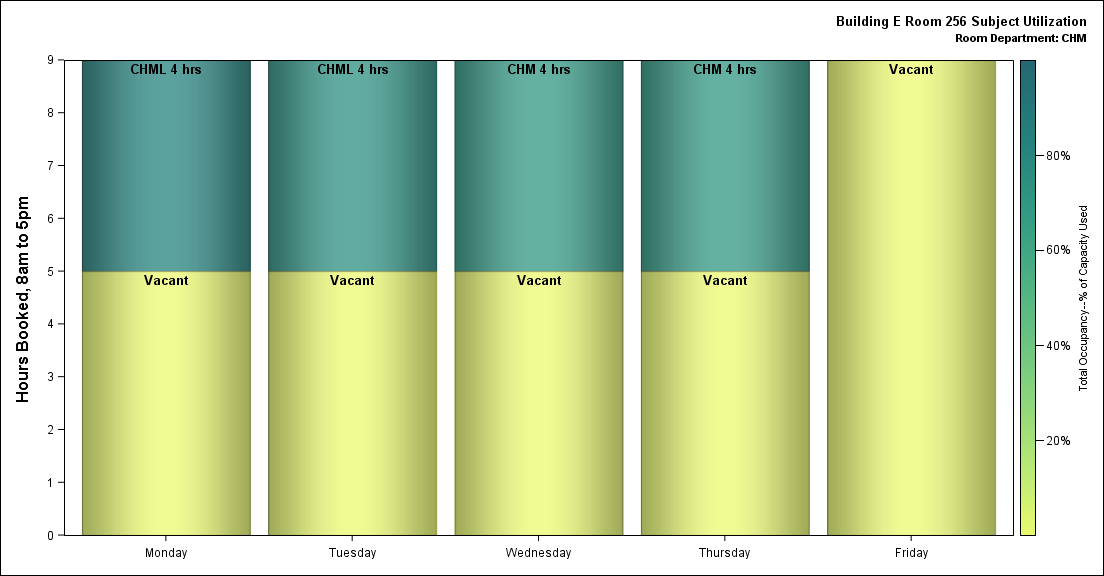 Building E Room 256 Subject Utilization
Room Department: CHM
Hours Booked, 8am to 5pm
9
8
7
6
5
4
3
2
1
0
CHML 4 hrs
CHML 4 hrs
CHM 4 hrs
CHM 4 hrs
Vacant
Vacant
Vacant
Vacant
Vacant
Monday
Tuesday
Wednesday
Thursday
Friday
80%
60%
40%
20%
Total Occupancy--% of Capacity Used